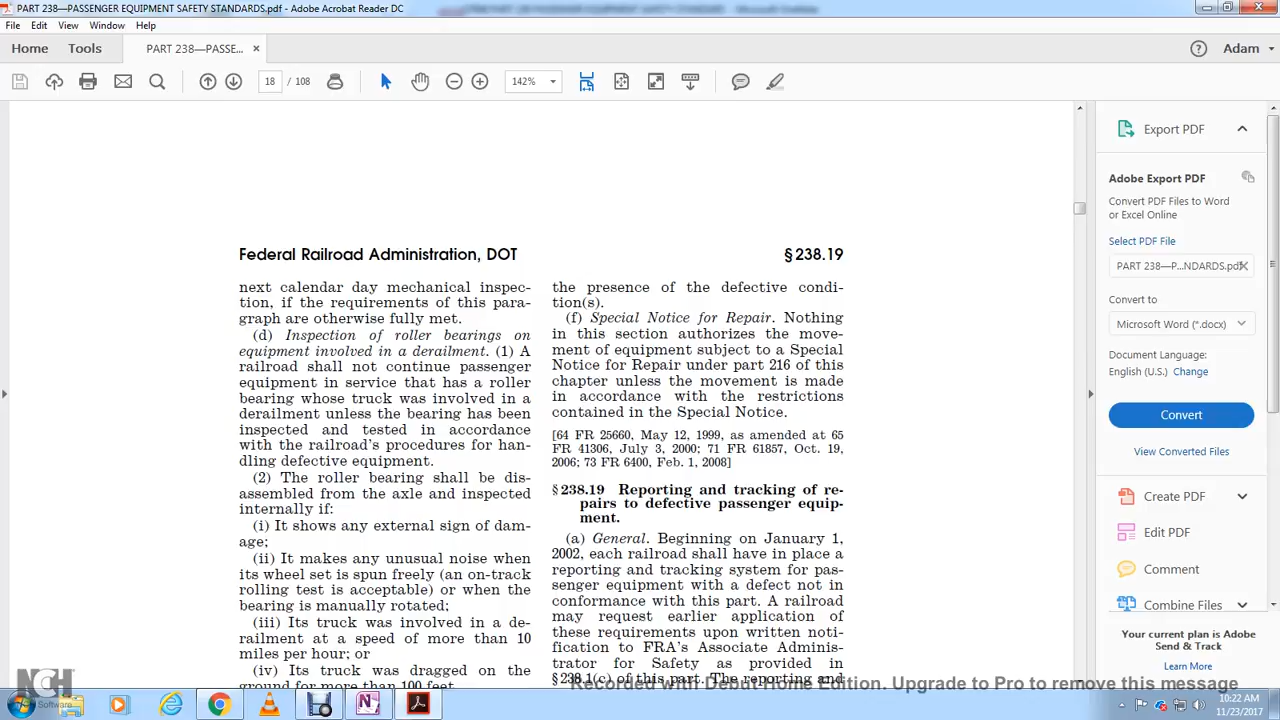 PART 238—PASSENGER EQUIPMENT SAFETY STANDARDS.pdf - Adobe Acrobat Reader DC
File Edit View Window Help
Home Tools PART 238—PASSE... × Adam
18 / 108 142%
Federal Railroad Administration, DOT § 238.19
next calendar day mechanical inspec-
tion, if the requirements of this para-
graph are otherwise fully met.
(d) Inspection of roller bearings on
equipment involved in a derailment. (1) A
railroad shall not continue passenger
equipment in service that has a roller
bearing whose truck was involved in a
derailment unless the bearing has been
inspected and tested in accordance
with the railroad's procedures for han-
dling defective equipment.
(2) The roller bearing shall be dis-
assembled from the axle and inspected
internally if:
(i) It shows any external sign of dam-
age;
(ii) It makes any unusual noise when
its wheel set is spun freely (an on-track
rolling test is acceptable) or when the
bearing is manually rotated;
(iii) Its truck was involved in a de-
railment at a speed of more than 10
miles per hour; or
(iv) Its truck was dragged on the
ground for more than 100 feet.
the presence of the defective condi-
tion(s).
(f) Special Notice for Repair. Nothing
in this section authorizes the move-
ment of equipment subject to a Special
Notice for Repair under part 216 of this
chapter unless the movement is made
in accordance with the restrictions
contained in the Special Notice.
[64 FR 25660, May 12, 1999, as amended at 65
FR 41306, July 3, 2000; 71 FR 61857, Oct. 19,
2006; 73 FR 6400, Feb. 1, 2008]
§ 238.19 Reporting and tracking of re-
pairs to defective passenger equip-
ment.
(a) General. Beginning on January 1,
2002, each railroad shall have in place a
reporting and tracking system for pas-
senger equipment with a defect not in
conformance with this part. A railroad
may request earlier application of
these requirements upon written noti-
fication to FRA's Associate Adminis-
trator for Safety as provided in
§ 238.1(c) of this part. The reporting and
Export PDF
Adobe Export PDF
Convert PDF Files to Word
or Excel Online
Select PDF File
PART 238—P...NDARDS.pdf
Convert to
Microsoft Word (*.docx)
Document Language:
English (U.S.) Change
Convert
View Converted Files
Create PDF
Edit PDF
Comment
Combine Files
Your current plan is Adobe
Send & Track
Learn More
NCH Software
Recorded with Debut Home Edition. Upgrade to Pro to remove this message
10:22 AM
11/23/2017